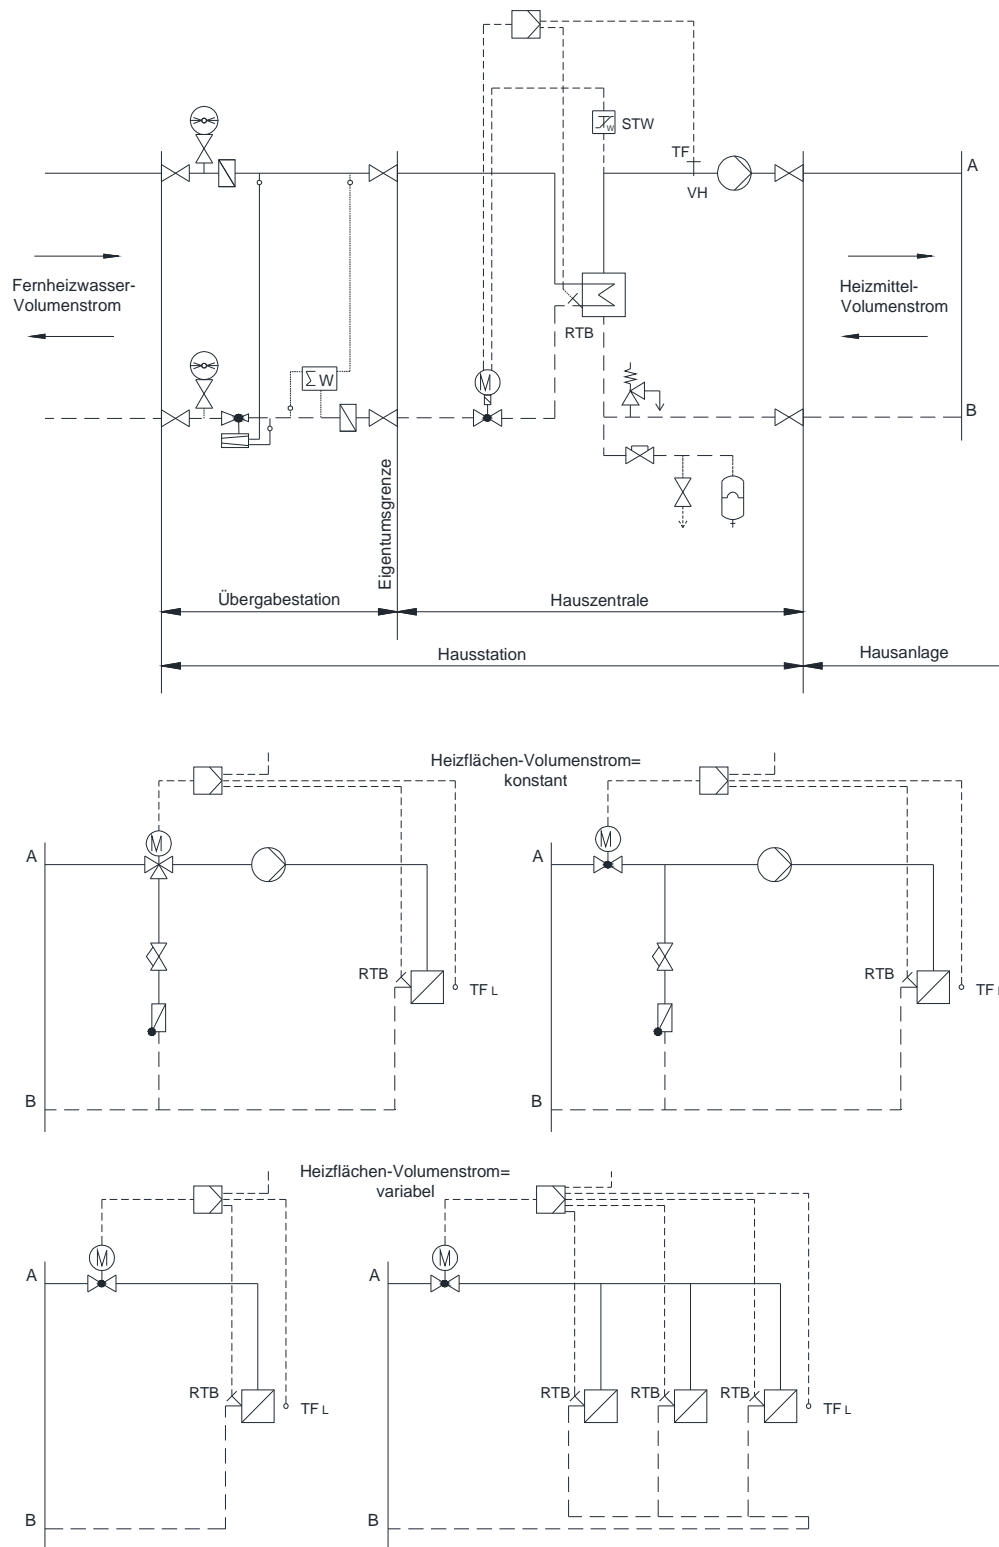 STW
TF
VH
A
Fernheizwasser-
Volumenstrom
Heizmittel-
Volumenstrom
RTB
M
Σ W
B
Eigentumsgrenze
Übergabestation
Hauszentrale
Hausstation
Hausanlage
Heizflächen-Volumenstrom=
konstant
M
M
A
A
RTB
TF L
RTB
TF L
B
B
Heizflächen-Volumenstrom=
variabel
M
M
A
A
RTB
TF L
RTB
RTB
RTB
TF L
B
B